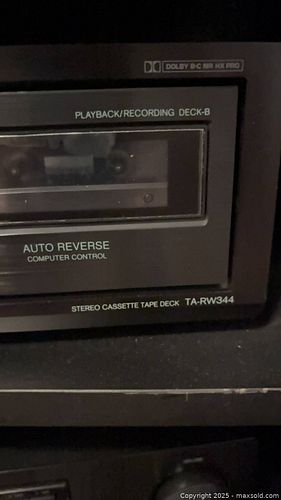 DOLBY B·C NR HX PRO
PLAYBACK/RECORDING DECK-B
AUTO REVERSE
COMPUTER CONTROL
STEREO CASSETTE TAPE DECK TA-RW344
Copyright © 2025 - maxsold.com